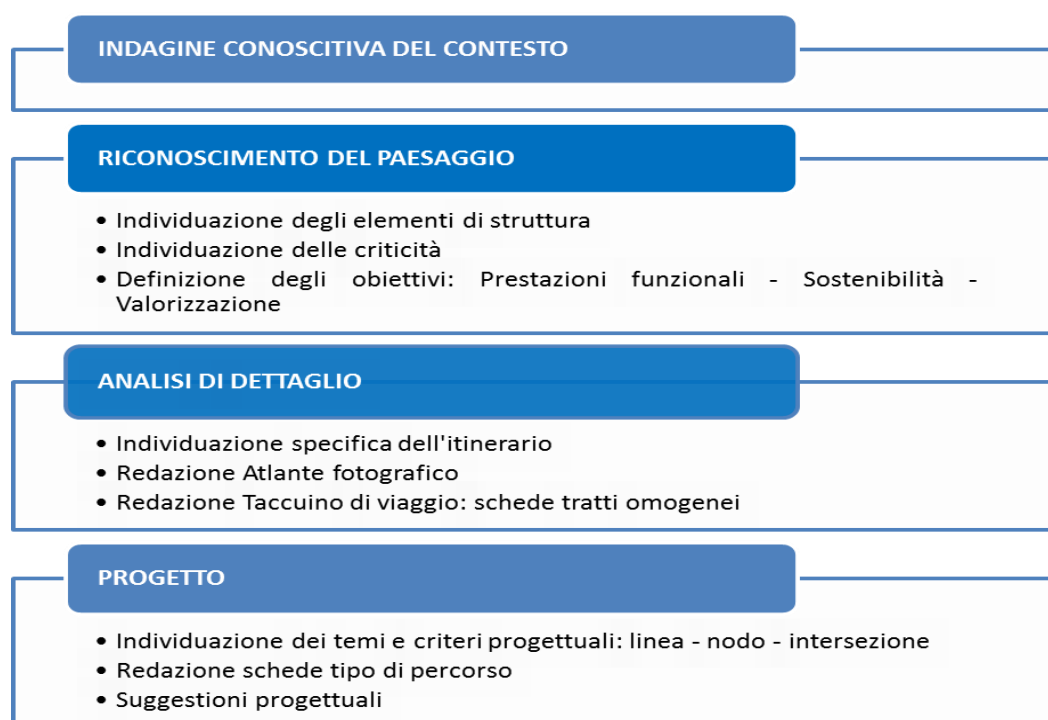 INDAGINE CONOSCITIVA DEL CONTESTO
RICONOSCIMENTO DEL PAESAGGIO
• Individuazione degli elementi di struttura
• Individuazione delle criticità
• Definizione degli obiettivi: Prestazioni funzionali - Sostenibilità -
Valorizzazione
ANALISI DI DETTAGLIO
• Individuazione specifica dell'itinerario
• Redazione Atlante fotografico
• Redazione Taccuino di viaggio: schede tratti omogenei
PROGETTO
• Individuazione dei temi e criteri progettuali: linea - nodo - intersezione
• Redazione schede tipo di percorso
• Suggestioni progettuali